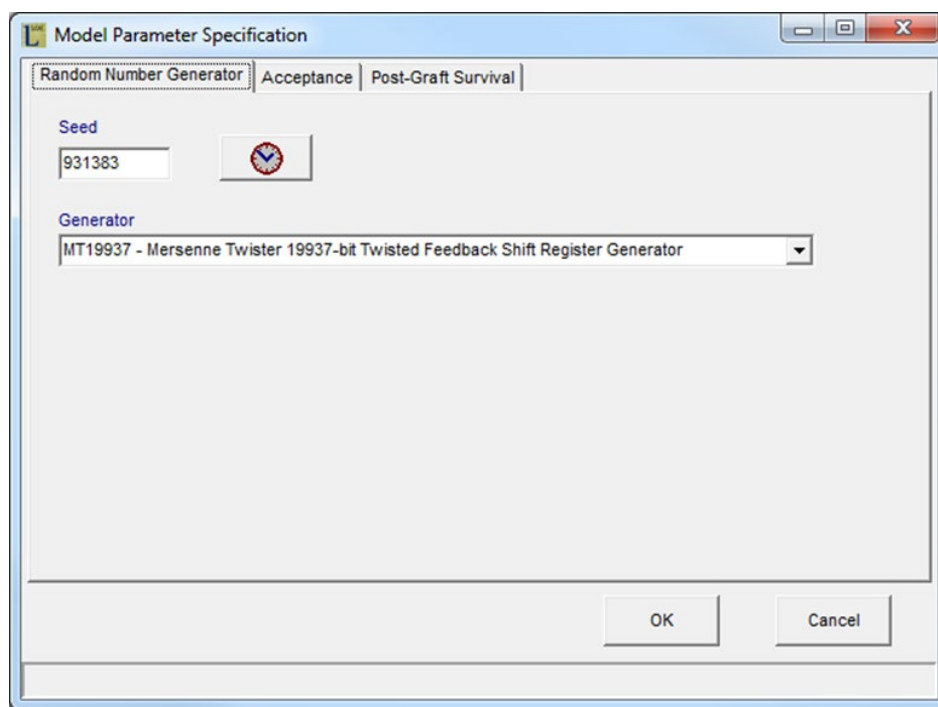 Model Parameter Specification
Random Number Generator Acceptance Post-Graft Survival
Seed
931383
Generator
MT19937 - Mersenne Twister 19937-bit Twisted Feedback Shift Register Generator
OK Cancel